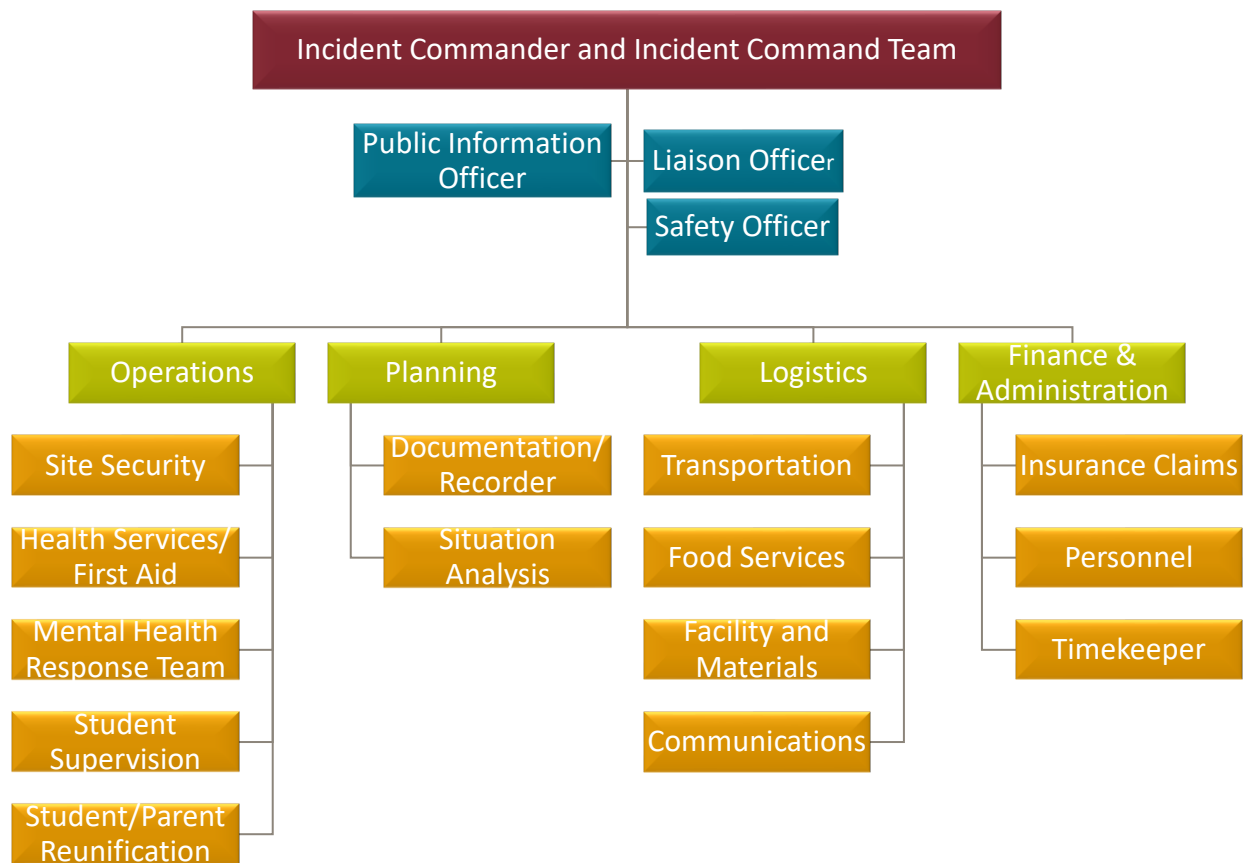 Incident Commander and Incident Command Team
Public Information
Officer
Liaison Officer
Safety Officer
Operations
Planning
Logistics
Finance &
Administration
Site Security
Health Services/
First Aid
Mental Health
Response Team
Student
Supervision
Student/Parent
Reunification
Documentation/
Recorder
Situation
Analysis
Transportation
Food Services
Facility and
Materials
Communications
Insurance Claims
Personnel
Timekeeper